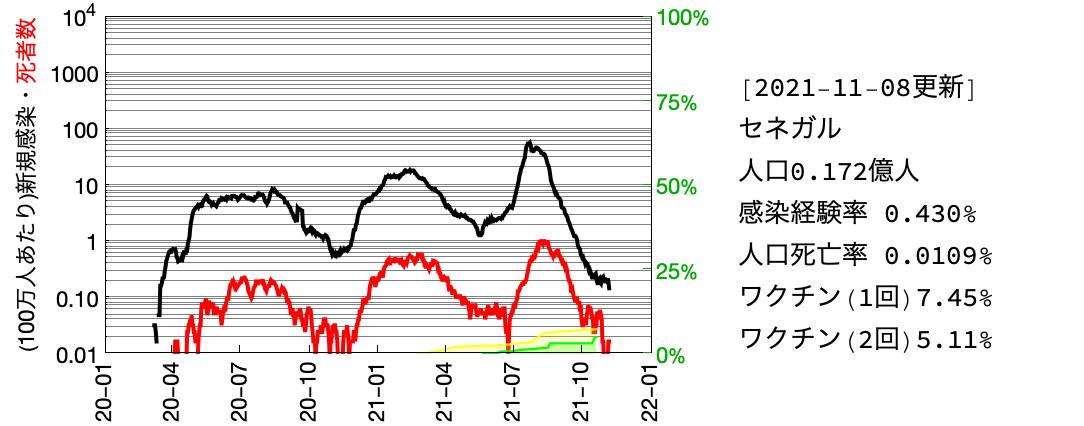 (100万人あたり)新規感染・死者数
10^4
1000
100
10
1
0.10
0.01
100%
75%
50%
25%
0%
20-01
20-04
20-07
20-10
21-01
21-04
21-07
21-10
22-01
[2021-11-08更新]
セネガル
人口0.172億人
感染経験率 0.430%
人口死亡率 0.0109%
ワクチン(1回)7.45%
ワクチン(2回)5.11%